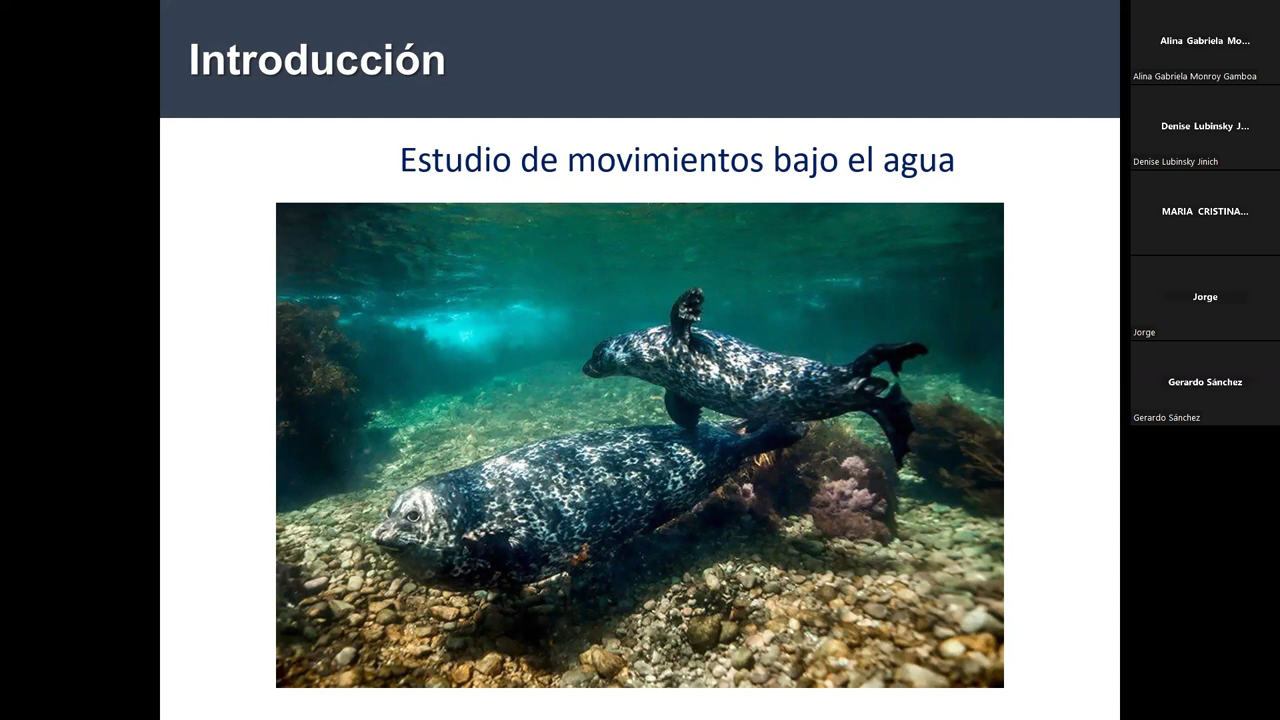 Introducción
Estudio de movimientos bajo el agua
Alina Gabriela Mo...
Alina Gabriela Monroy Gamboa
Denise Lubinsky J...
Denise Lubinsky Jinich
MARIA CRISTINA...
Jorge
Jorge
Gerardo Sánchez
Gerardo Sánchez